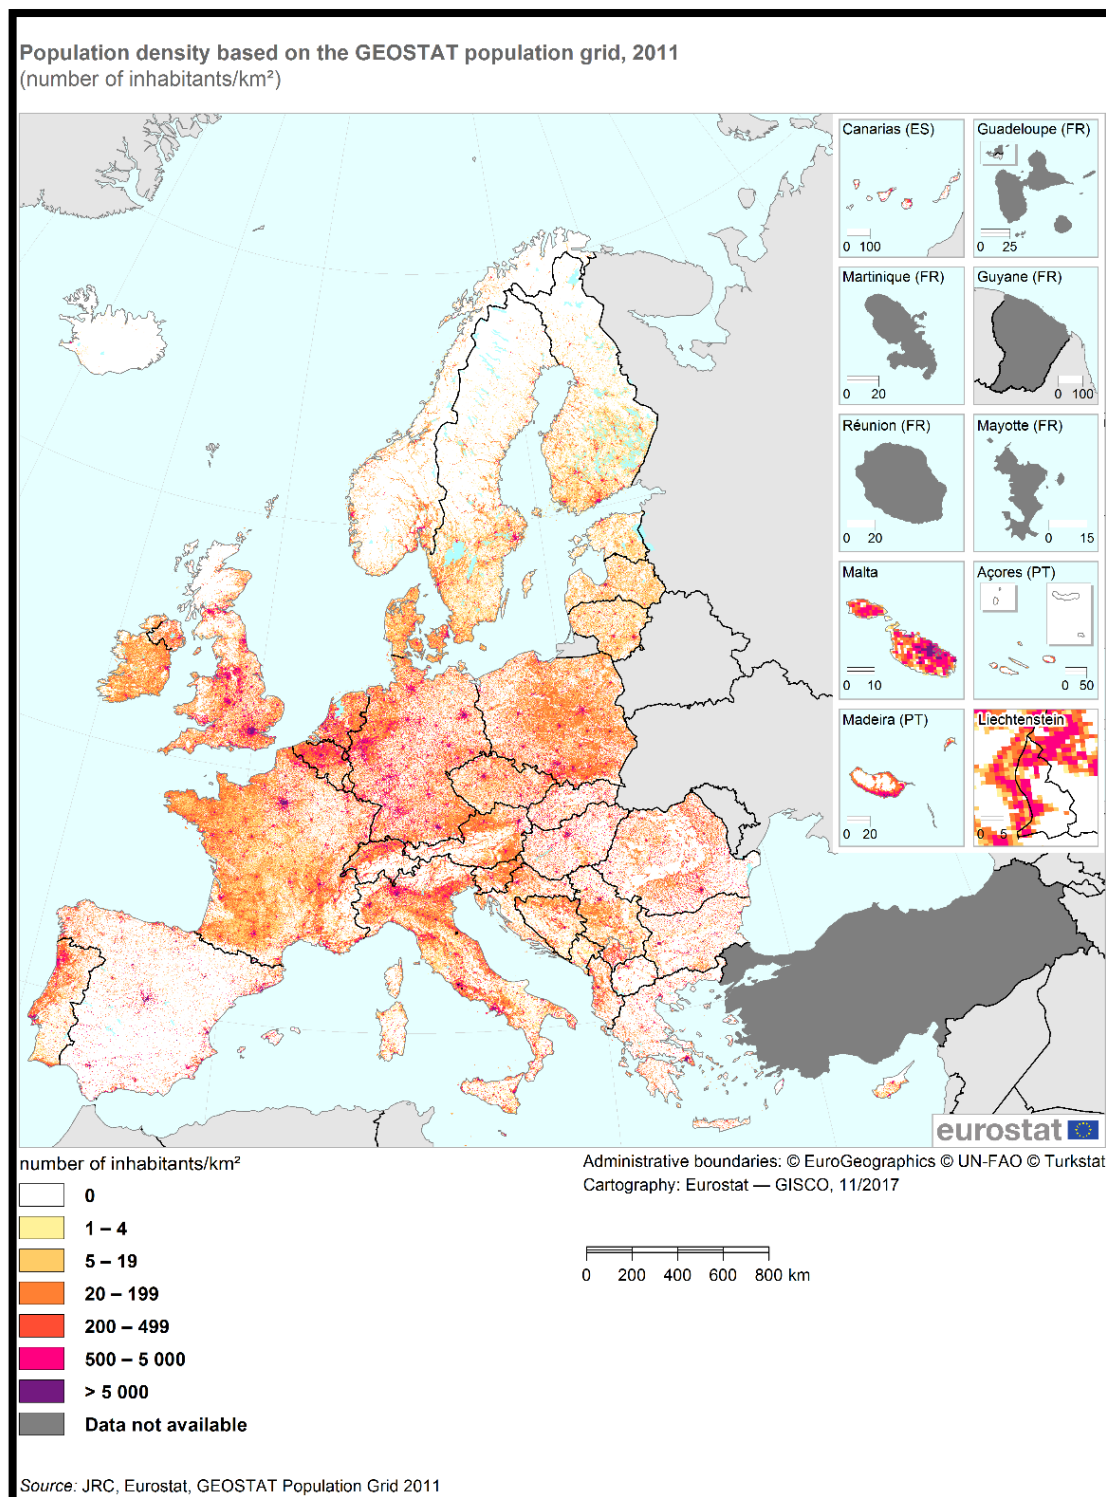 Population density based on the GEOSTAT population grid, 2011
(number of inhabitants/km²)
Canarias (ES)
0 100
Guadeloupe (FR)
0 25
Martinique (FR)
0 20
Guyane (FR)
0 100
Réunion (FR)
0 20
Mayotte (FR)
0 15
Malta
0 10
Açores (PT)
0 50
Madeira (PT)
0 20
Liechtenstein
0 5
eurostat
number of inhabitants/km²
0
1 – 4
5 – 19
20 – 199
200 – 499
500 – 5 000
> 5 000
Data not available
Administrative boundaries: © EuroGeographics © UN-FAO © Turkstat
Cartography: Eurostat — GISCO, 11/2017
0 200 400 600 800 km
Source: JRC, Eurostat, GEOSTAT Population Grid 2011